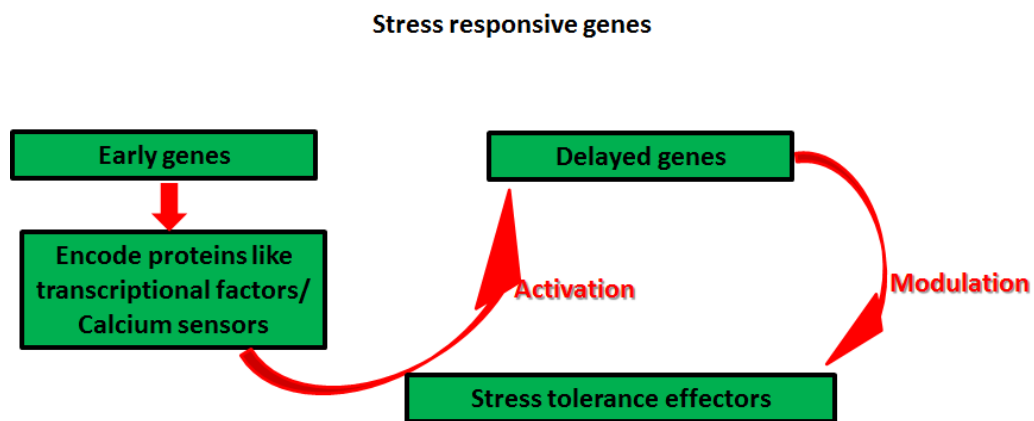 Stress responsive genes
Early genes
Delayed genes
Encode proteins like
transcriptional factors/
Calcium sensors
Activation
Modulation
Stress tolerance effectors